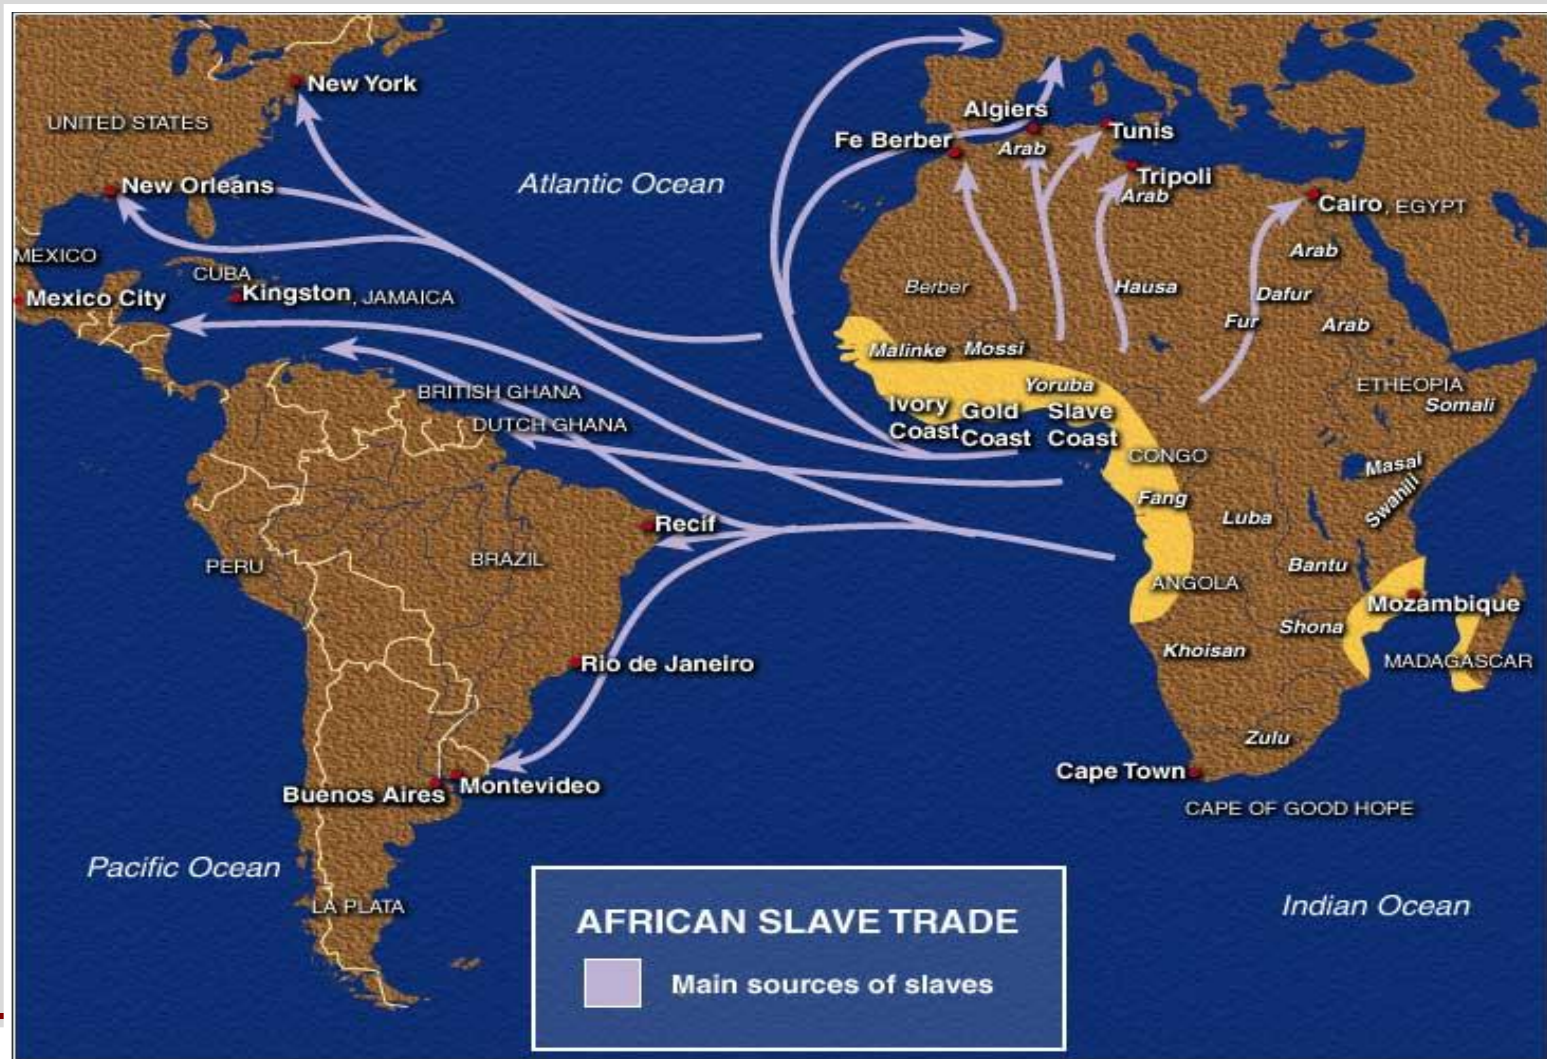 New York
UNITED STATES
Algiers
Fe Berber
Tunis
Arab
Atlantic Ocean
New Orleans
Tripoli
Arab
Cairo, EGYPT
MEXICO
CUBA
Arab
Mexico City
Kingston, JAMAICA
Berber
Hausa
Dafur
Fur
Arab
Malinke
Mossi
BRITISH GHANA
Yoruba
ETHEOPIA
Somali
DUTCH GHANA
Ivory
Coast
Gold
Coast
Slave
Coast
CONGO
Masai
Swahili
Fang
Luba
Recif
PERU
BRAZIL
Bantu
ANGOLA
Mozambique
Shona
Khoisan
MADAGASCAR
Rio de Janeiro
Zulu
Cape Town
Buenos Aires
Montevideo
CAPE OF GOOD HOPE
Pacific Ocean
LA PLATA
Indian Ocean
AFRICAN SLAVE TRADE
Main sources of slaves